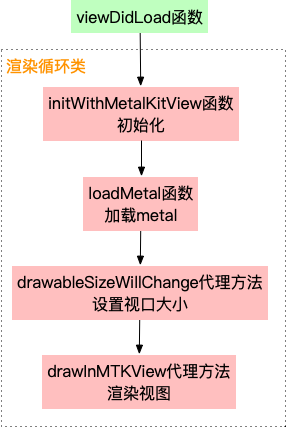 viewDidLoad函数
渲染循环类
initWithMetalKitView函数
初始化
loadMetal函数
加载metal
drawableSizeWillChange代理方法
设置视口大小
drawInMTKView代理方法
渲染视图